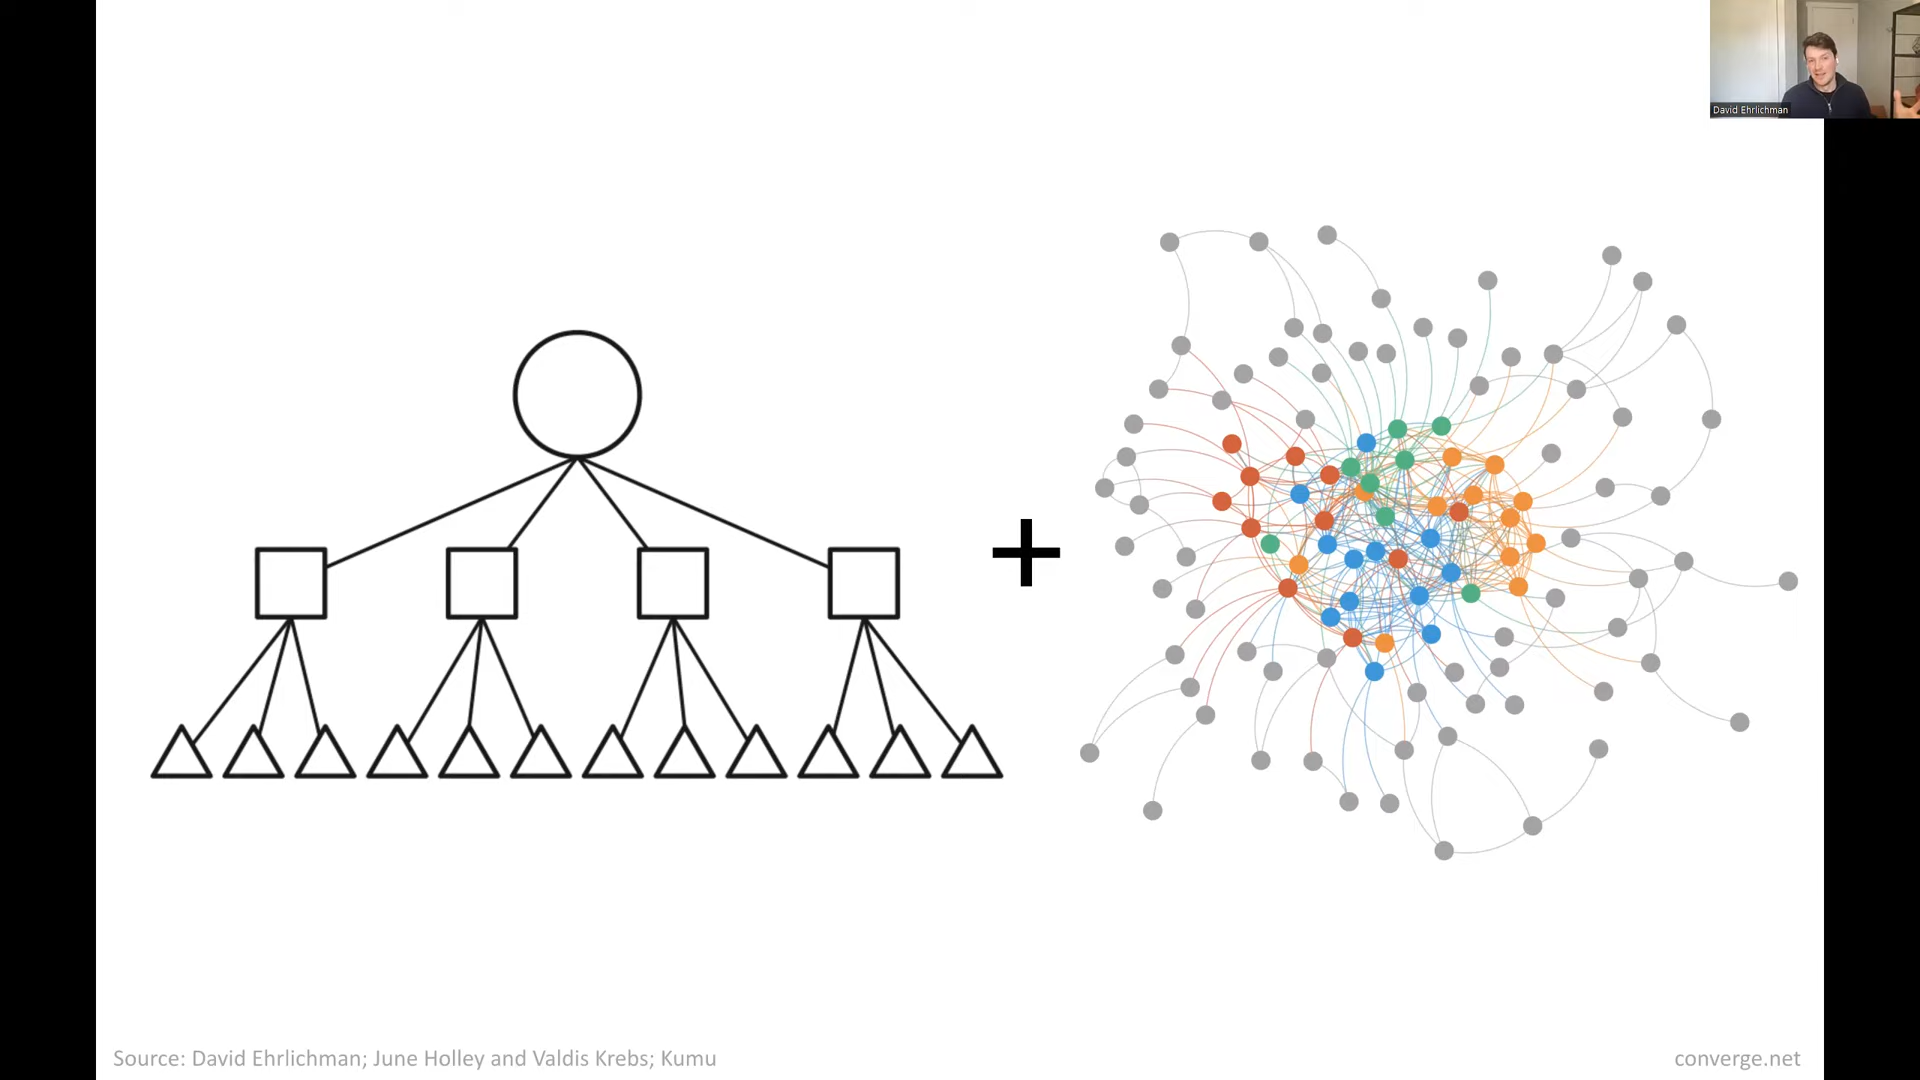 David Ehrlichman
+
Source: David Ehrlichman; June Holley and Valdis Krebs; Kumu
converge.net